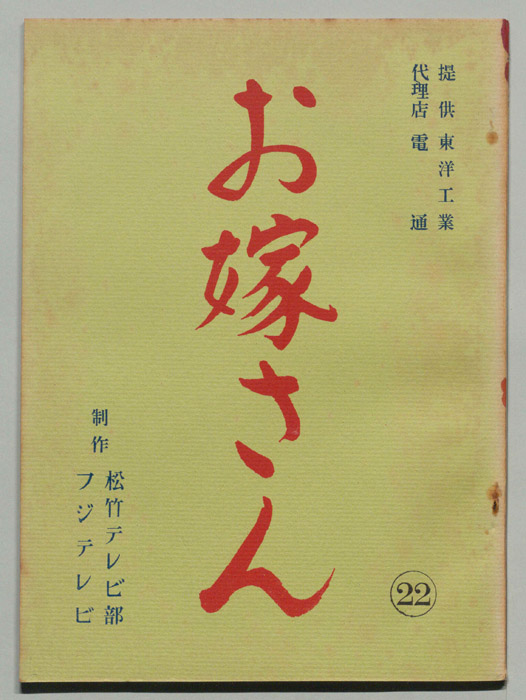 提供 東洋工業
代理店 電通
お嫁さん
制作 松竹テレビ部
フジテレビ
22